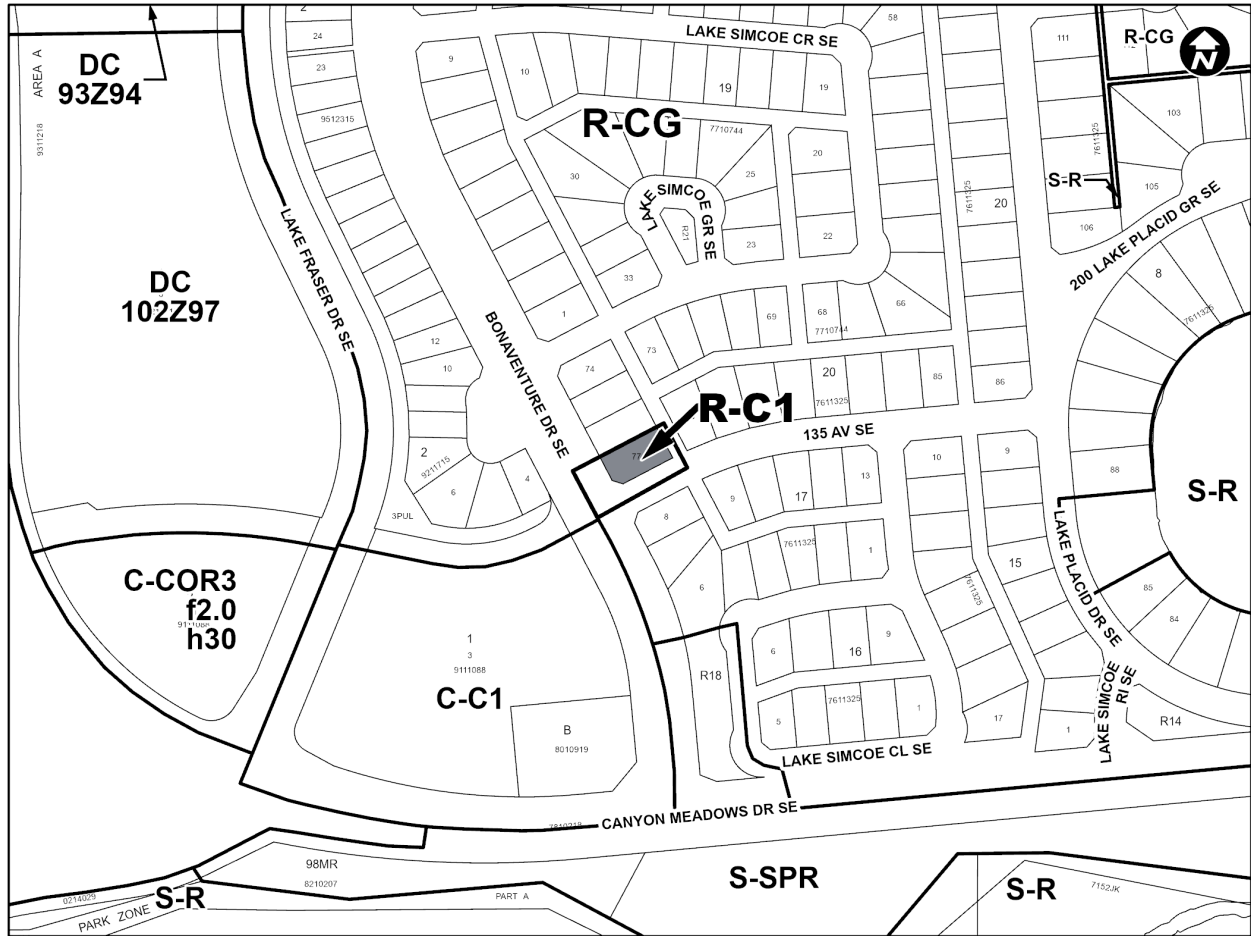 2
24
23
9512315
AREA A
9311218
DC
93Z94
DC
102Z97
LAKE FRASER DR SE
9
10
LAKE SIMCOE CR SE
19
19
58
111
R-CG
N
R-CG
7710744
30
25
20
22
23
LAKE SIMCOE GR SE
R21
33
1
7611325
20
7611325
103
S-R
105
106
200 LAKE PLACID GR SE
8
7611325
12
10
BONAVENTURE DR SE
74
73
69
68
7710744
66
20
7611325
85
86
R-C1
77
135 AV SE
2
9211715
6
4
3PUL
8
9
17
13
7611325
1
6
10
9
7611325
15
88
S-R
LAKE PLACID DR SE
85
84
C-COR3
f2.0
h30
1
3
9111088
C-C1
B
8010919
R18
6
16
9
5
7611325
1
17
1
LAKE SIMCOE RI SE
R14
LAKE SIMCOE CL SE
CANYON MEADOWS DR SE
7810218
98MR
8210207
0214029
S-R
PARK ZONE
PART A
S-SPR
S-R
7152JK